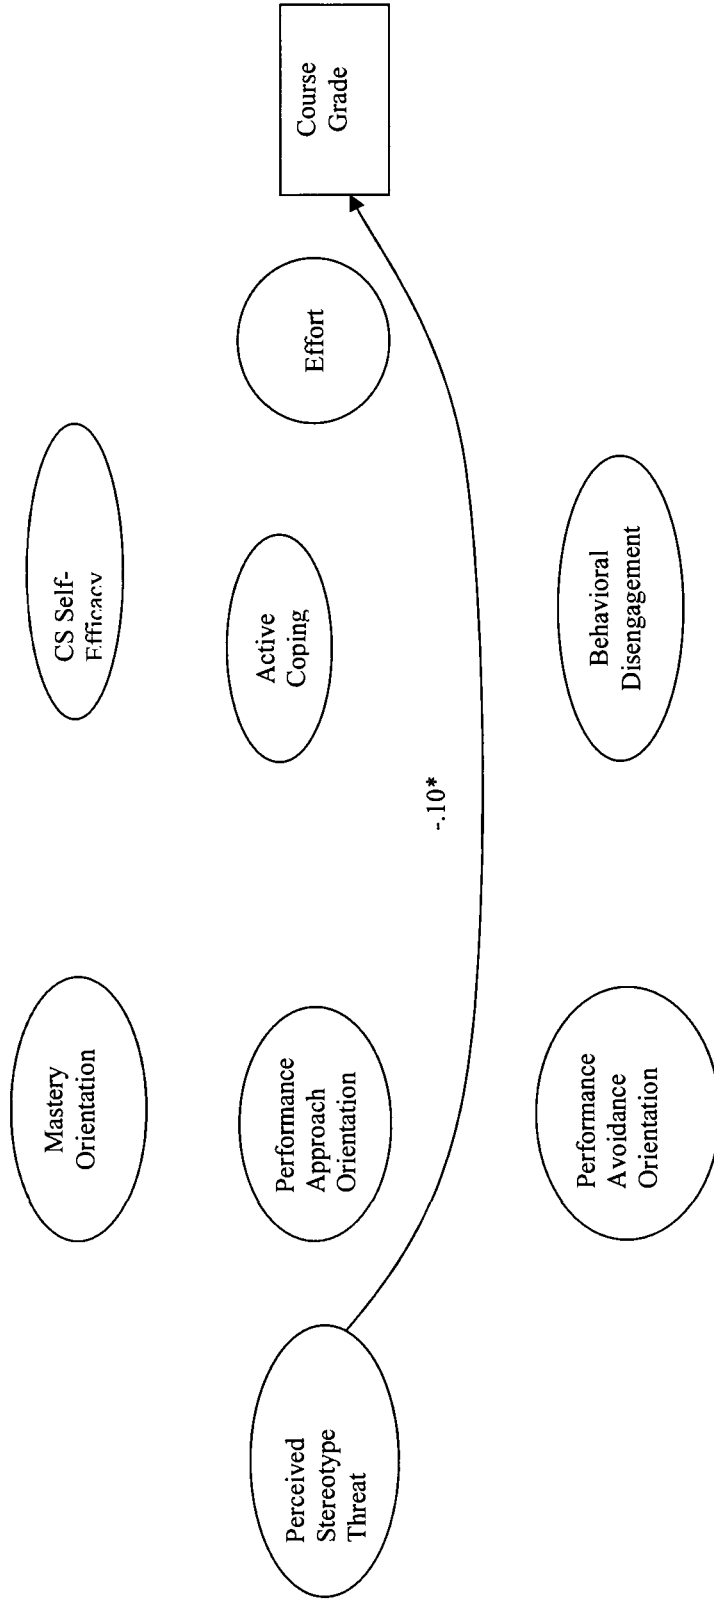 Perceived
Stereotype
Threat
Mastery
Orientation
Performance
Approach
Orientation
Performance
Avoidance
Orientation
-.10*
CS Self-
Efficacy
Active
Coping
Behavioral
Disengagement
Effort
Course
Grade